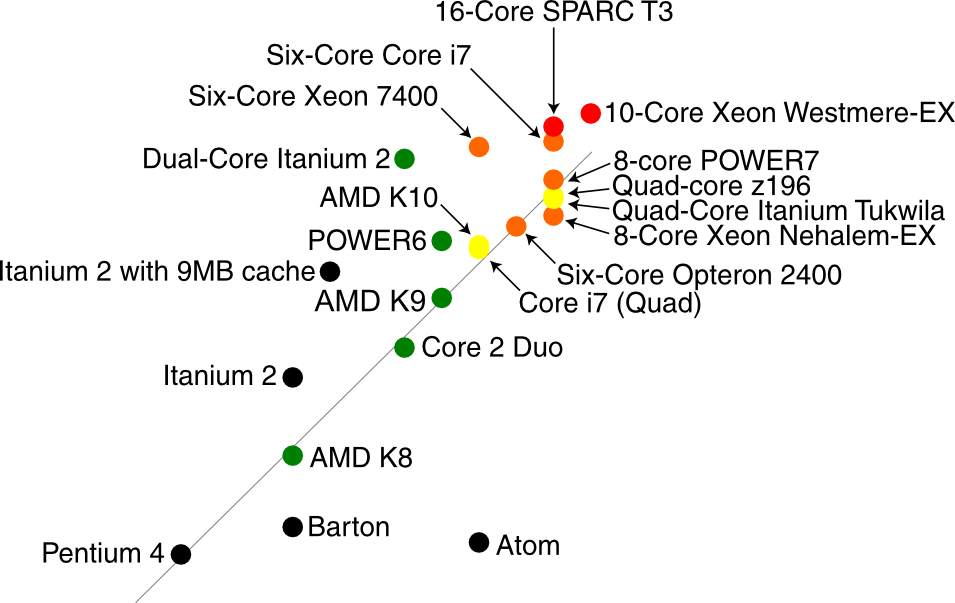 16-Core SPARC T3
Six-Core Core i7
Six-Core Xeon 7400
10-Core Xeon Westmere-EX
Dual-Core Itanium 2
8-core POWER7
Quad-core z196
AMD K10
Quad-Core Itanium Tukwila
POWER6
8-Core Xeon Nehalem-EX
Itanium 2 with 9MB cache
Six-Core Opteron 2400
AMD K9
Core i7 (Quad)
Core 2 Duo
Itanium 2
AMD K8
Barton
Pentium 4
Atom